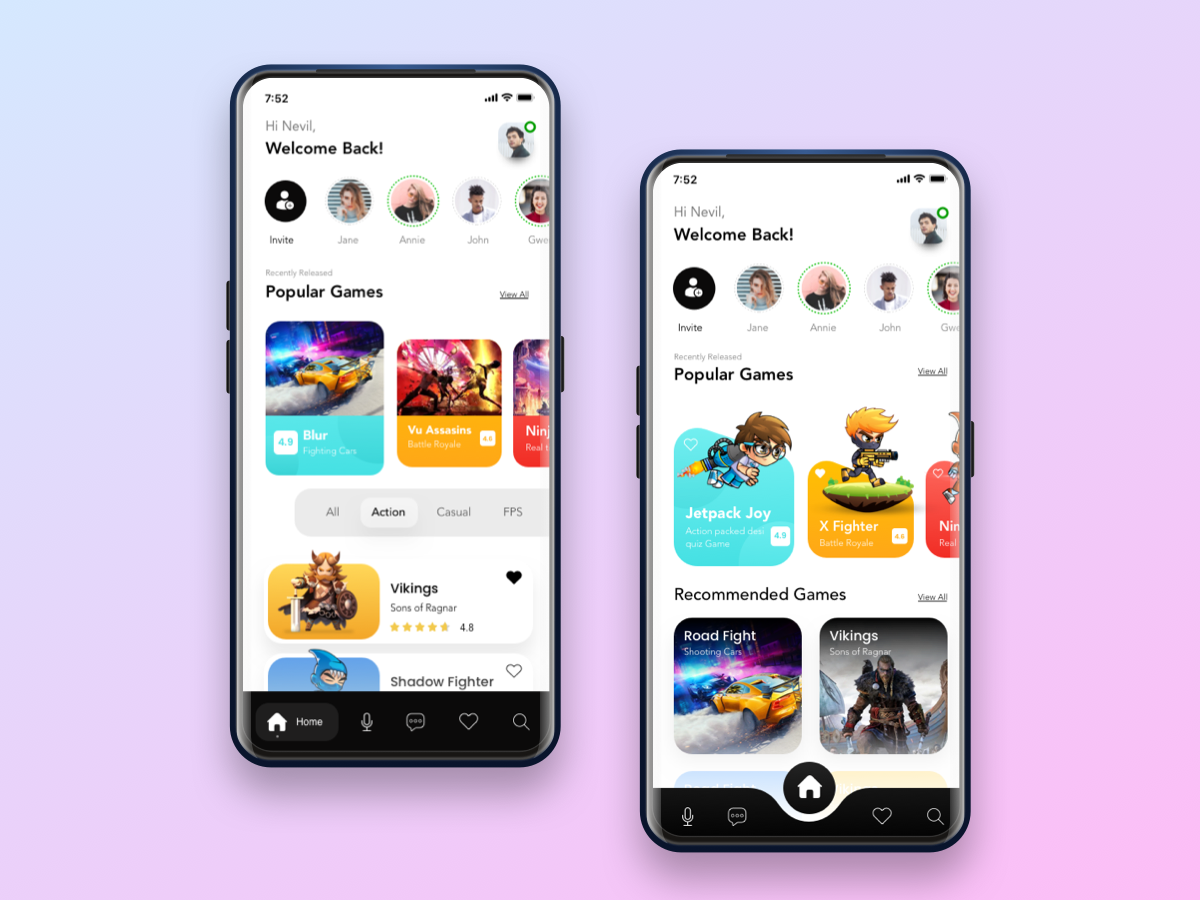 7:52
Hi Nevil,
Welcome Back!
Invite
Jane
Annie
John
Gwe
Recently Released
Popular Games
View All
4.9
Blur
Fighting Cars
Vu Assasins
Battle Royale
4.6
Ninj
Real t
All
Action
Casual
FPS
Vikings
Sons of Ragnar
4.8
Shadow Fighter
Home
7:52
Hi Nevil,
Welcome Back!
Invite
Jane
Annie
John
Gwe
Recently Released
Popular Games
View All
Jetpack Joy
Action packed desi
quiz Game
4.9
X Fighter
Battle Royale
4.6
Nin
Real
Recommended Games
View All
Road Fight
Shooting Cars
Vikings
Sons of Ragnar